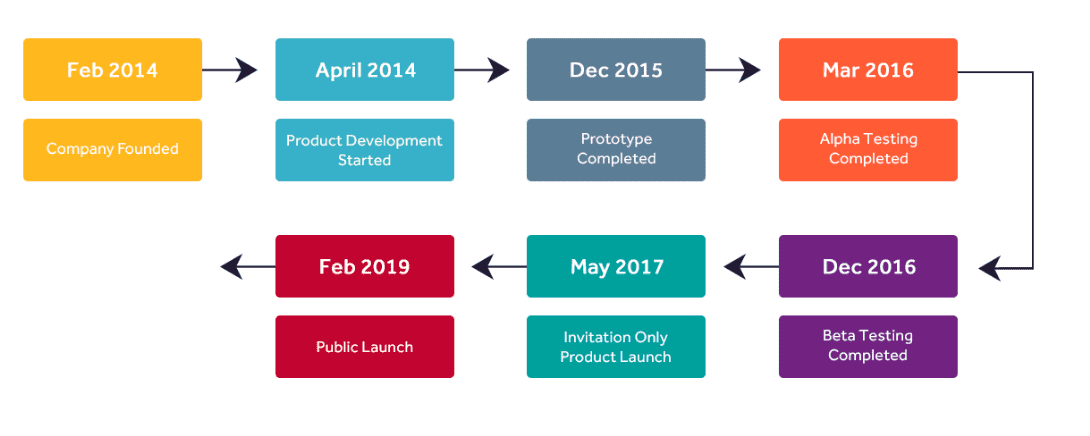 Feb 2014
April 2014
Dec 2015
Mar 2016
Company Founded
Product Development
Started
Prototype
Completed
Alpha Testing
Completed
Feb 2019
May 2017
Dec 2016
Public Launch
Invitation Only
Product Launch
Beta Testing
Completed